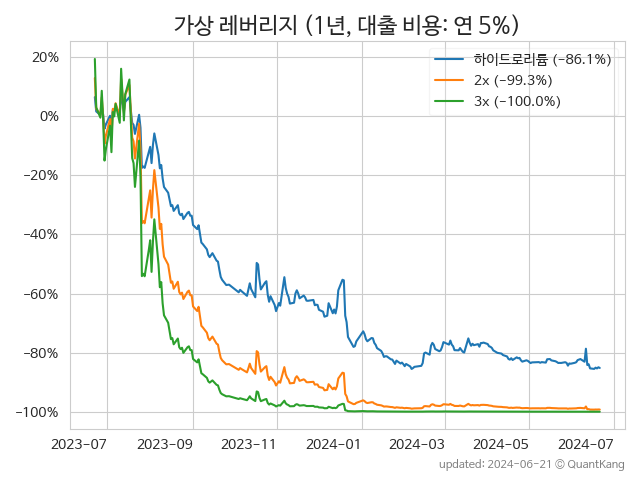 가상 레버리지 (1년, 대출 비용: 연 5%)
하이드로리튬 (−86.1%)
2x (−99.3%)
3x (−100.0%)
20%
0%
−20%
−40%
−60%
−80%
−100%
2023-07
2023-09
2023-11
2024-01
2024-03
2024-05
2024-07
updated: 2024-06-21 © QuantKang